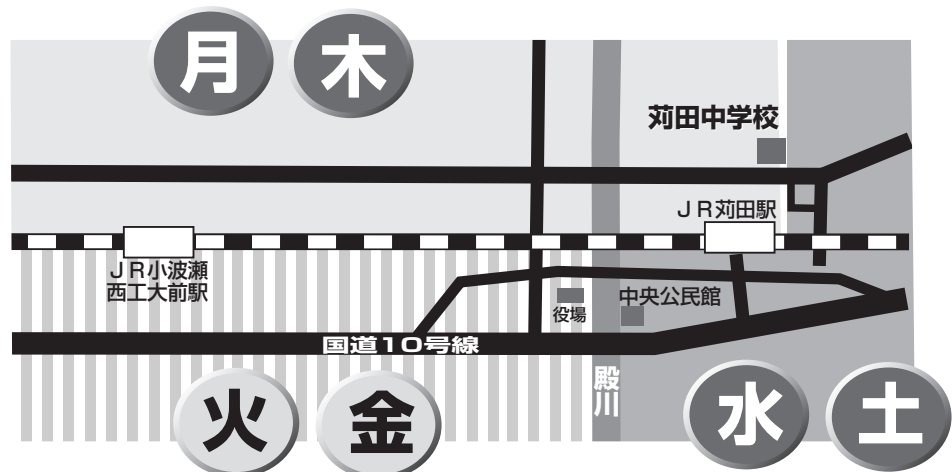 月 木
苅田中学校
ＪＲ苅田駅
ＪＲ小波瀬
西工大前駅
中央公民館
役場
国道10号線
殿川
火 金
水 土